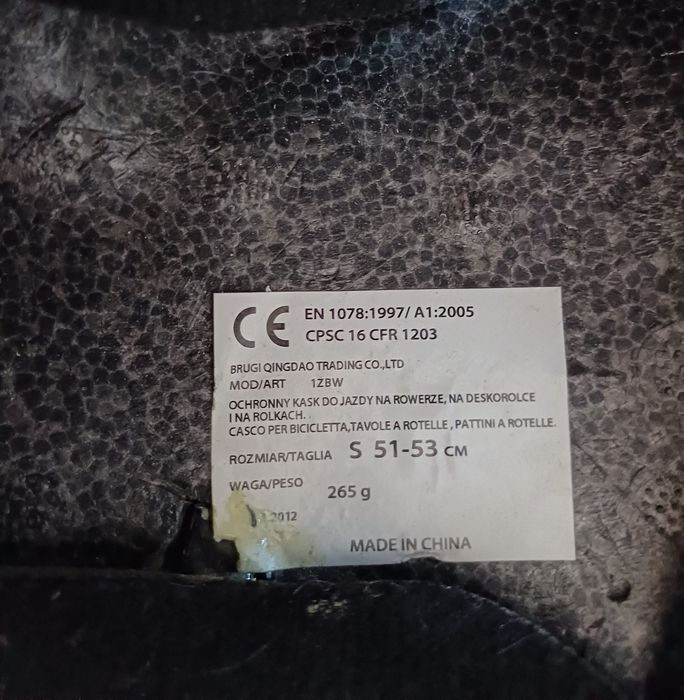 CE EN 1078:1997/ A1:2005
CPSC 16 CFR 1203
BRUGI QINGDAO TRADING CO.,LTD
MOD/ART 1ZBW
OCHRONNY KASK DO JAZDY NA ROWERZE, NA DESKOROLCE
I NA ROLKACH.
CASCO PER BICICLETTA,TAVOLE A ROTELLE , PATTINI A ROTELLE.
ROZMIAR/TAGLIA S 51-53 CM
WAGA/PESO
265 g
2012
MADE IN CHINA